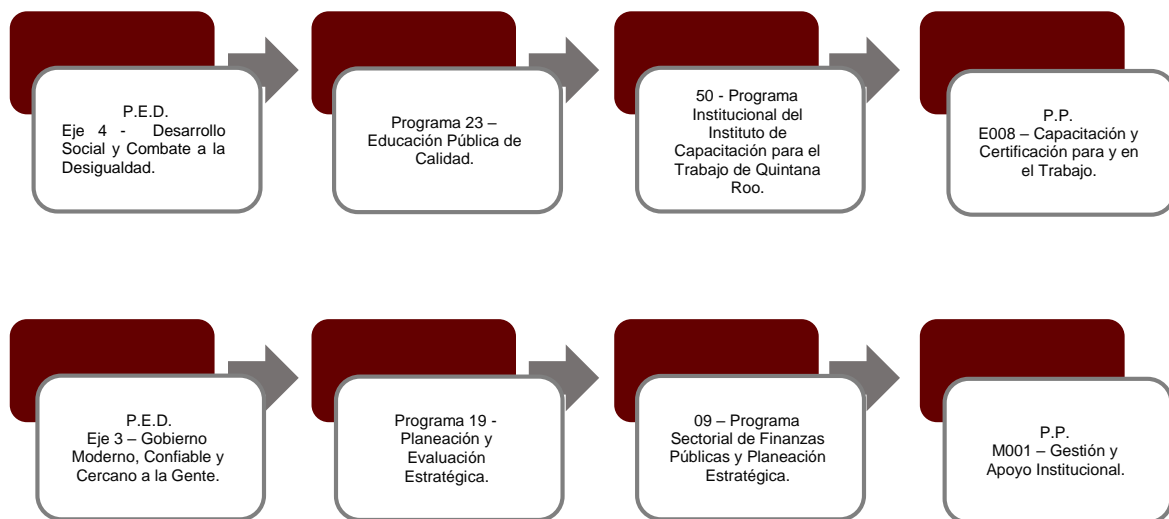 P.E.D.
Eje 4 - Desarrollo
Social y Combate a la
Desigualdad.
Programa 23 –
Educación Pública de
Calidad.
50 - Programa
Institucional del
Instituto de
Capacitación para el
Trabajo de Quintana
Roo.
P.P.
E008 – Capacitación y
Certificación para y en
el Trabajo.
P.E.D.
Eje 3 – Gobierno
Moderno, Confiable y
Cercano a la Gente.
Programa 19 -
Planeación y
Evaluación
Estratégica.
09 – Programa
Sectorial de Finanzas
Públicas y Planeación
Estratégica.
P.P.
M001 – Gestión y
Apoyo Institucional.